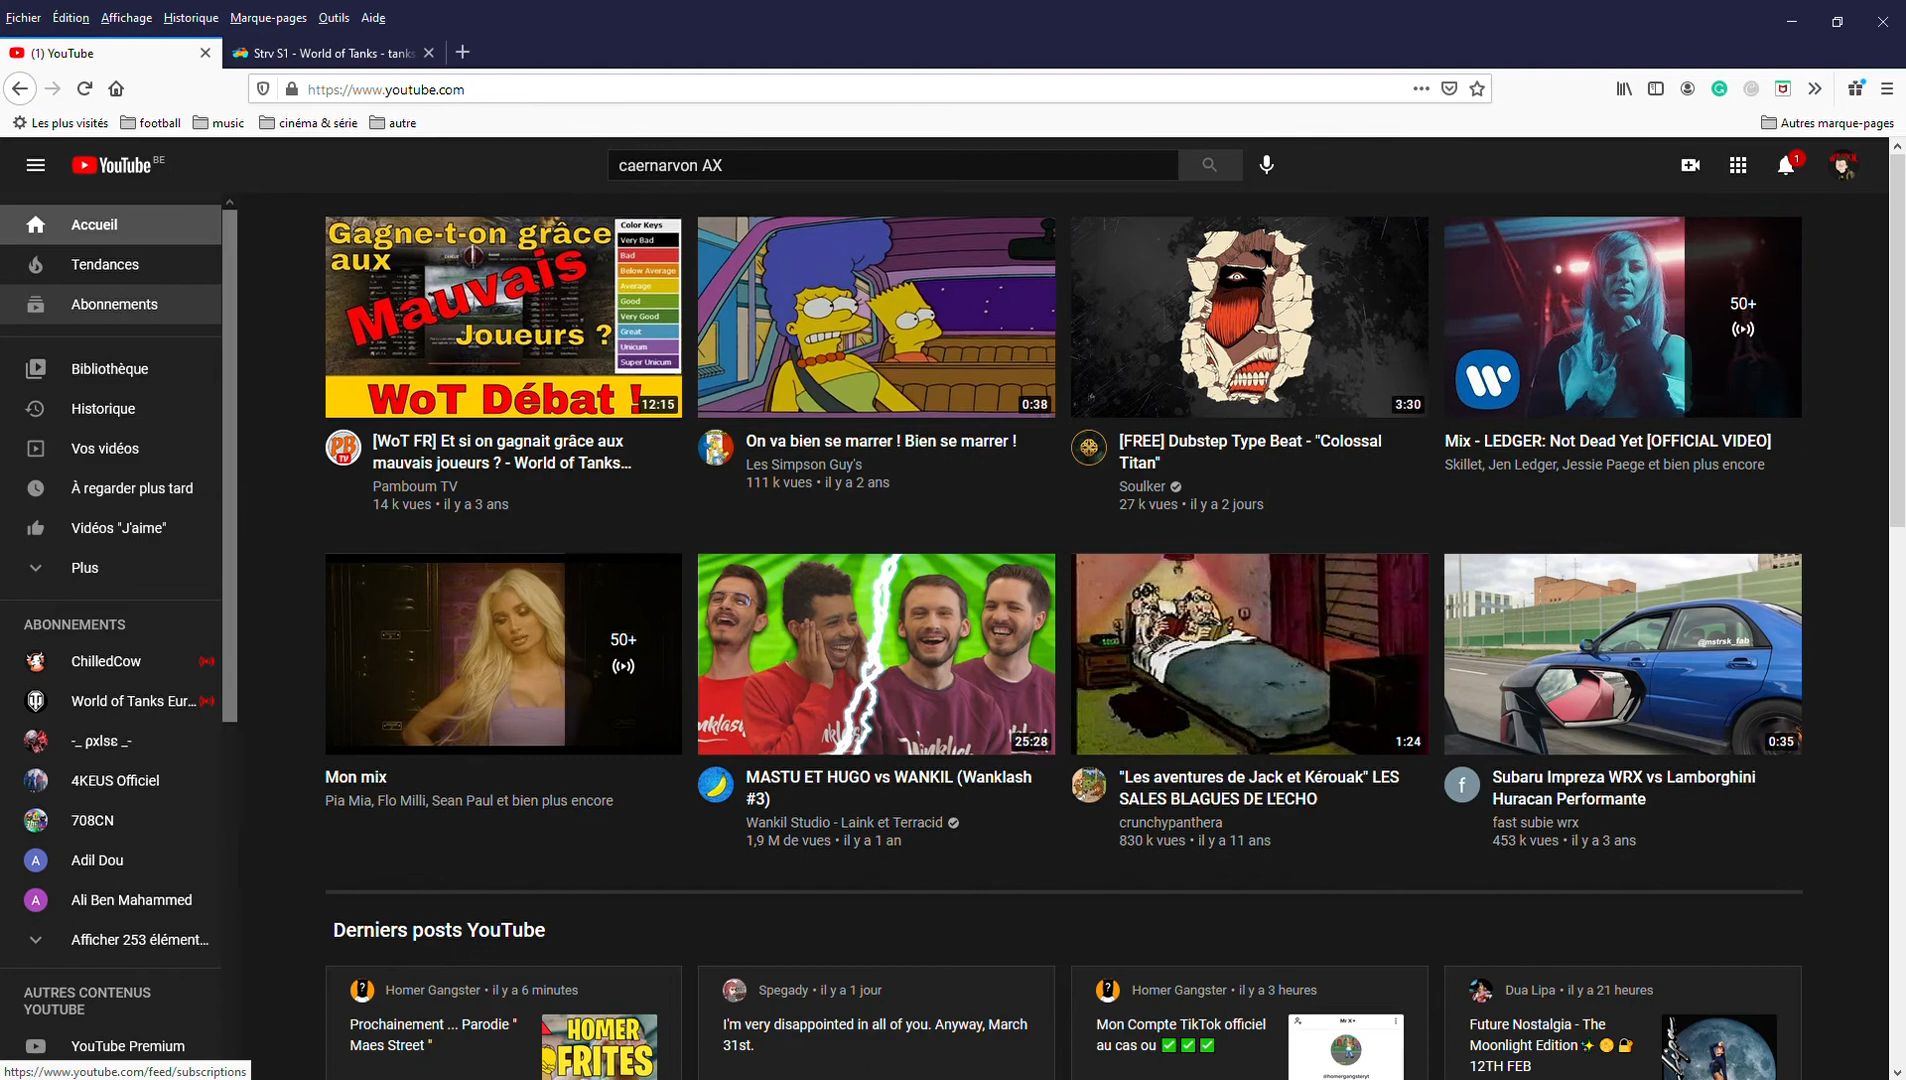 Fichier Édition Affichage Historique Marque-pages Outils Aide
(1) YouTube
Strv S1 - World of Tanks - tanks
https://www.youtube.com
Les plus visités football music cinéma & série autre Autres marque-pages
YouTube BE
caernarvon AX
1
Accueil
Tendances
Abonnements
Bibliothèque
Historique
Vos vidéos
À regarder plus tard
Vidéos "J'aime"
Plus
ABONNEMENTS
ChilledCow
World of Tanks Eur...
-_ ρxlsε _-
4KEUS Officiel
708CN
Adil Dou
Ali Ben Mahammed
Afficher 253 élément...
AUTRES CONTENUS
YOUTUBE
YouTube Premium
https://www.youtube.com/feed/subscriptions
Gagne-t-on grâce
aux
Mauvais
Joueurs ?
WoT Débat !
Color Keys
Very Bad
Bad
Below Average
Average
Good
Very Good
Great
Unicum
Super Unicum
12:15
PB
TV
[WoT FR] Et si on gagnait grâce aux
mauvais joueurs ? - World of Tanks...
Pamboum TV
14 k vues • il y a 3 ans
0:38
On va bien se marrer ! Bien se marrer !
Les Simpson Guy's
111 k vues • il y a 2 ans
3:30
[FREE] Dubstep Type Beat - "Colossal
Titan"
Soulker
27 k vues • il y a 2 jours
50+
Mix - LEDGER: Not Dead Yet [OFFICIAL VIDEO]
Skillet, Jen Ledger, Jessie Paege et bien plus encore
50+
Mon mix
Pia Mia, Flo Milli, Sean Paul et bien plus encore
25:28
MASTU ET HUGO vs WANKIL (Wanklash
#3)
Wankil Studio - Laink et Terracid
1,9 M de vues • il y a 1 an
1:24
"Les aventures de Jack et Kérouak" LES
SALES BLAGUES DE L'ECHO
crunchypanthera
830 k vues • il y a 11 ans
@mstrsk_fab
0:35
f
Subaru Impreza WRX vs Lamborghini
Huracan Performante
fast subie wrx
453 k vues • il y a 3 ans
Derniers posts YouTube
Homer Gangster • il y a 6 minutes
Prochainement ... Parodie "
Maes Street "
HOMER
FRITES
Spegady • il y a 1 jour
I'm very disappointed in all of you. Anyway, March
31st.
Homer Gangster • il y a 3 heures
Mon Compte TikTok officiel
au cas ou ✅ ✅ ✅
Mr X
@homergangsteryt
Dua Lipa • il y a 21 heures
Future Nostalgia - The
Moonlight Edition ✨ 🌕 🔐
12TH FEB